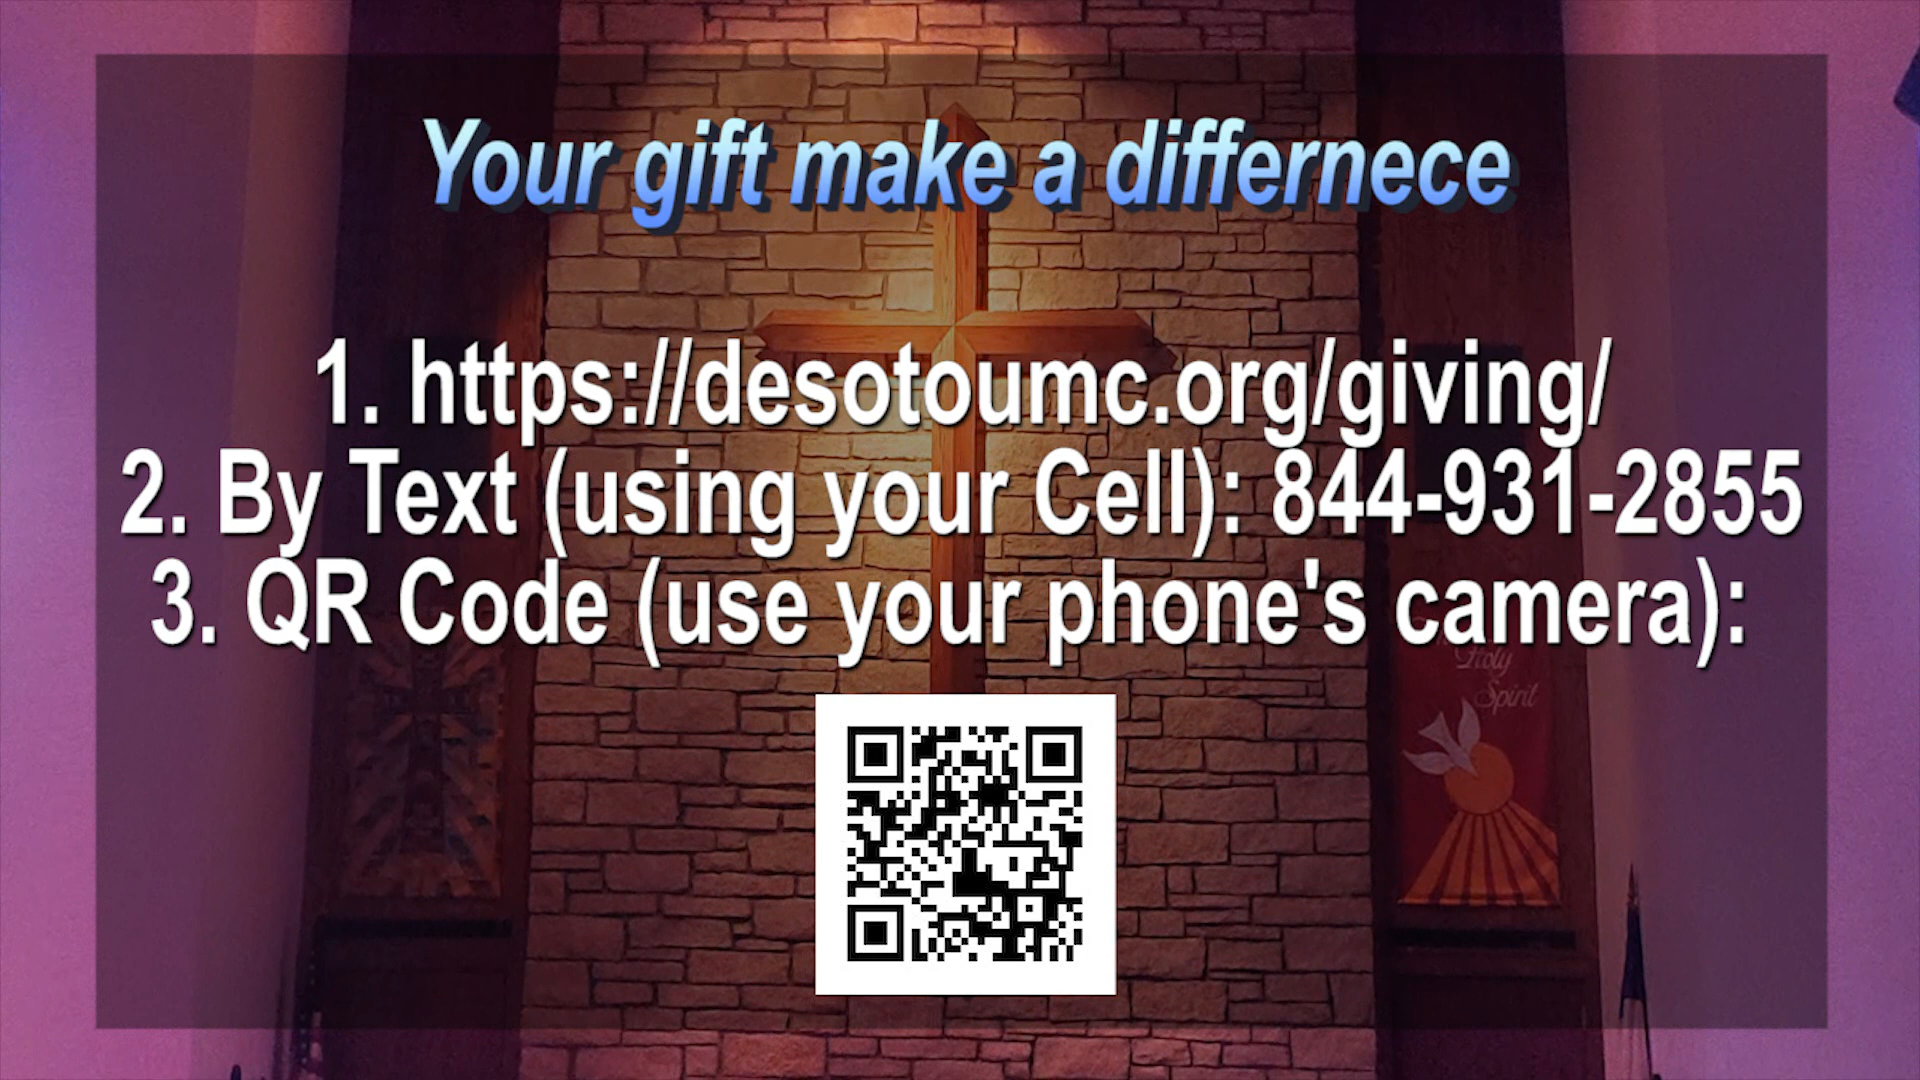 Your gift make a differnece
1. https://desotoumc.org/giving/
2. By Text (using your Cell): 844-931-2855
3. QR Code (use your phone's camera):
Holy
Spirit